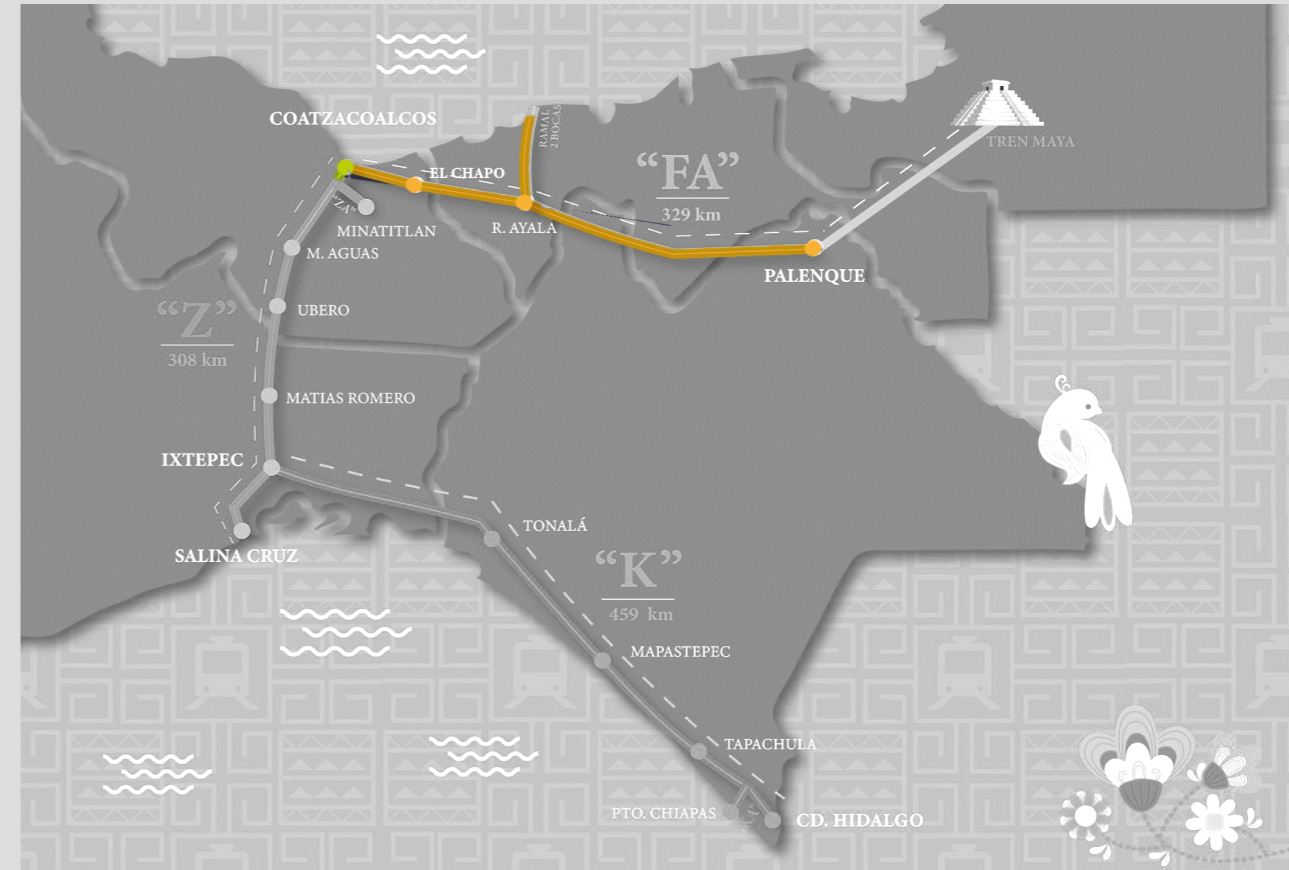 COATZACOALCOS
RAMAL
2 BOCAS
TREN MAYA
EL CHAPO
“FA”
329 km
"ZA"
MINATITLAN
R. AYALA
M. AGUAS
PALENQUE
“Z”
308 km
UBERO
MATIAS ROMERO
IXTEPEC
TONALÁ
SALINA CRUZ
“K”
459 km
MAPASTEPEC
TAPACHULA
PTO. CHIAPAS
CD. HIDALGO